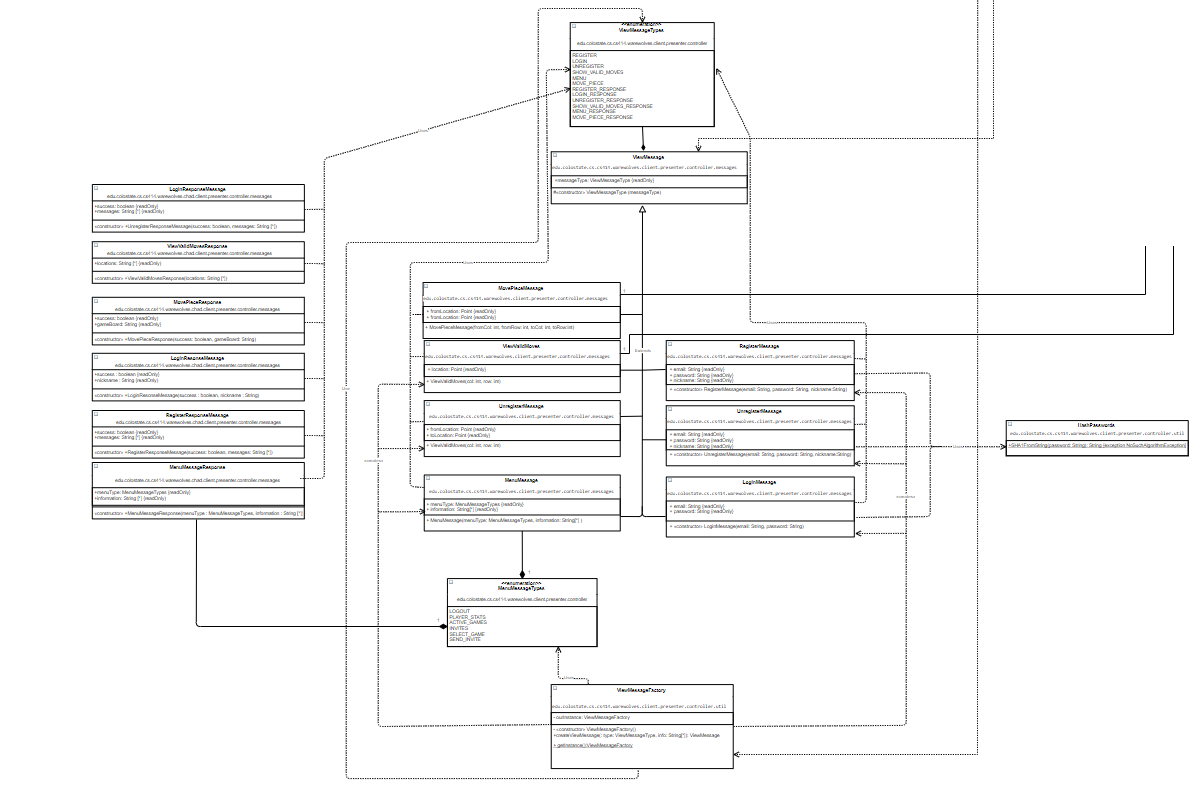 <<enumeration>>
ViewMessageTypes
edu.colostate.cs.cs414.warewolves.client.presenter.controller
REGISTER
LOGIN
UNREGISTER
SHOW_VALID_MOVES
MENU
MOVE_PIECE
REGISTER_RESPONSE
LOGIN_RESPONSE
UNREGISTER_RESPONSE
SHOW_VALID_MOVES_RESPONSE
MENU_RESPONSE
MOVE_PIECE_RESPONSE
ViewMessage
edu.colostate.cs.cs414.warewolves.client.presenter.controller.messages
+messageType: ViewMessageType {readOnly}
#«constructor» ViewMessageType (messageType)
LoginResponseMessage
edu.colostate.cs.cs414.warewolves.chad.client.presenter.controller.messages
+success: boolean {readOnly}
+messages: String [*] {readOnly}
«constructor» +UnregisterResponseMessage(success: boolean, messages: String [*])
ViewValidMovesResponse
edu.colostate.cs.cs414.warewolves.chad.client.presenter.controller.messages
+locations: String [*] {readOnly}
«constructor» +ViewValidMovesResponse(locations: String [*])
MovePieceResponse
edu.colostate.cs.cs414.warewolves.chad.client.presenter.controller.messages
+success: boolean {readOnly}
+gameBoard: String {readOnly}
«constructor» +MovePieceResponse(success: boolean, gameBoard: String)
LoginResponseMessage
edu.colostate.cs.cs414.warewolves.chad.client.presenter.controller.messages
+success : boolean {readOnly}
+nickname : String {readOnly}
«constructor» +LoginResonseMessage(success : boolean, nickname : String)
RegisterResponseMessage
edu.colostate.cs.cs414.warewolves.chad.client.presenter.controller.messages
+success: boolean {readOnly}
+messages: String [*] {readOnly}
«constructor» +RegisterResponseMessage(success: boolean, messages: String [*])
MenuMessageResponse
edu.colostate.cs.cs414.warewolves.chad.client.presenter.controller.messages
+menuType: MenuMessageTypes {readOnly}
+information: String [*] {readOnly}
«constructor» +MenuMessageResponse(menuType : MenuMessageTypes, information : String [*])
MovePieceMessage
edu.colostate.cs.cs414.warewolves.client.presenter.controller.messages
+ fromLocation: Point {readOnly}
+ fromLocation: Point {readOnly}
+ MovePieceMessage(fromCol: int, fromRow: int, toCol: int, toRow:int)
1
ViewValidMoves
edu.colostate.cs.cs414.warewolves.client.presenter.controller.messages
+ location: Point {readOnly}
+ ViewValidMoves(col: int, row: int)
1
UnregisterMessage
edu.colostate.cs.cs414.warewolves.client.presenter.controller.messages
+ fromLocation: Point {readOnly}
+ toLocation: Point {readOnly}
+ ViewValidMoves(col: int, row: int)
MenuMessage
edu.colostate.cs.cs414.warewolves.client.presenter.controller.messages
+ menuType: MenuMessageTypes {readOnly}
+ information: String[*] {readOnly}
+ MenuMessage(menuType: MenuMessageTypes, information: String[*] )
RegisterMessage
edu.colostate.cs.cs414.warewolves.client.presenter.controller.messages
+ email: String {readOnly}
+ password: String {readOnly}
+ nickname: String {readOnly}
+ «constructor» RegisterMessage(email: String, password: String, nickname:String)
UnregisterMessage
edu.colostate.cs.cs414.warewolves.client.presenter.controller.messages
+ email: String {readOnly}
+ password: String {readOnly}
+ nickname: String {readOnly}
+ «constructor» UnregisterMessage(email: String, password: String, nickname:String)
LoginMessage
edu.colostate.cs.cs414.warewolves.client.presenter.controller.messages
+ email: String {readOnly}
+ password: String {readOnly}
+ «constructor» LoginMessage(email: String, password: String)
HashPasswords
edu.colostate.cs.cs414.warewolves.client.presenter.controller.util
+SHA1FromString(password: String): String {exception NoSuchAlgorithmException}
1
<<enumeration>>
MenuMessageTypes
edu.colostate.cs.cs414.warewolves.client.presenter.controller
LOGOUT
PLAYER_STATS
ACTIVE_GAMES
INVITES
SELECT_GAME
SEND_INVITE
1
ViewMessageFactory
edu.colostate.cs.cs414.warewolves.client.presenter.controller.util
- ourInstance: ViewMessageFactory
- «constructor» ViewMessageFactory()
+createViewMessage( type: ViewMessageType, info: String[*]): ViewMessage
+ getInstance():ViewMessageFactory